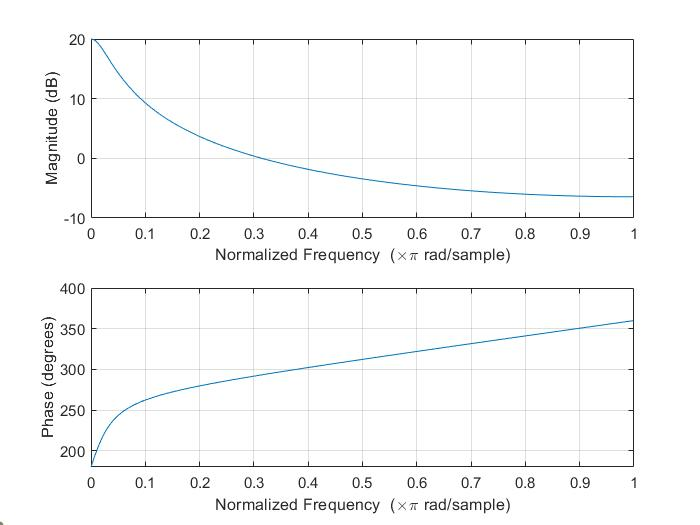 20
10
0
-10
Magnitude (dB)
0 0.1 0.2 0.3 0.4 0.5 0.6 0.7 0.8 0.9 1
Normalized Frequency (×π rad/sample)
400
350
300
250
200
Phase (degrees)
0 0.1 0.2 0.3 0.4 0.5 0.6 0.7 0.8 0.9 1
Normalized Frequency (×π rad/sample)